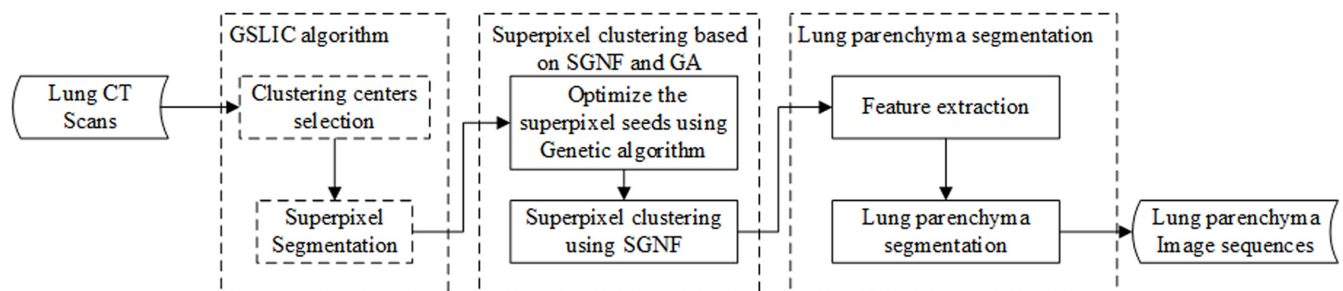 Lung CT
Scans
GSLIC algorithm
Clustering centers
selection
Superpixel
Segmentation
Superpixel clustering based
on SGNF and GA
Optimize the
superpixel seeds using
Genetic algorithm
Superpixel clustering
using SGNF
Lung parenchyma segmentation
Feature extraction
Lung parenchyma
segmentation
Lung parenchyma
Image sequences